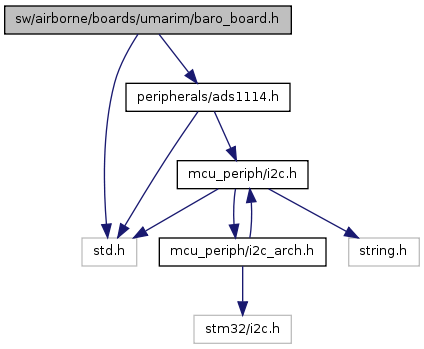 sw/airborne/boards/umarim/baro_board.h
peripherals/ads1114.h
mcu_periph/i2c.h
std.h
mcu_periph/i2c_arch.h
string.h
stm32/i2c.h